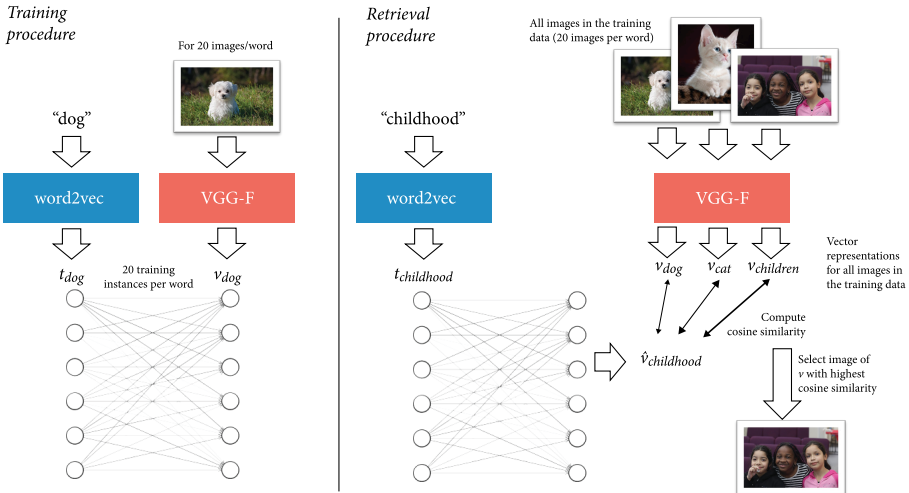 Training
procedure
For 20 images/word
“dog”
word2vec
VGG-F
t_dog
20 training
instances per word
v_dog
Retrieval
procedure
All images in the training
data (20 images per word)
“childhood”
word2vec
VGG-F
t_childhood
v_dog
v_cat
v_children
Vector
representations
for all images in
the training data
Compute
cosine similarity
v̂_childhood
Select image of
v with highest
cosine similarity